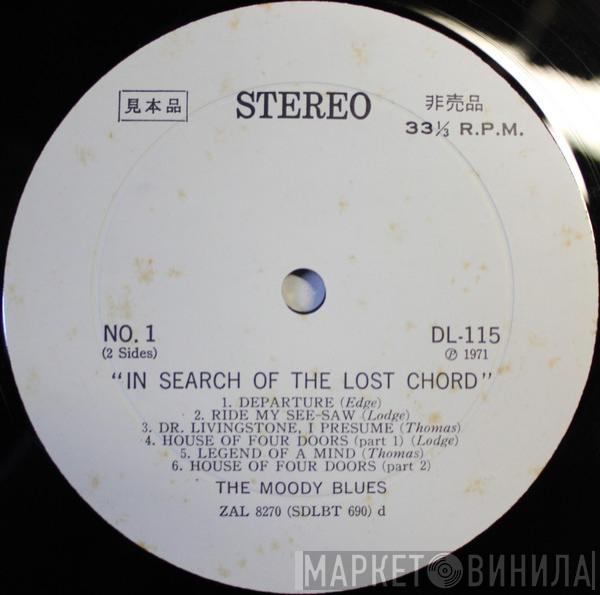 見本品 STEREO 非売品
33⅓ R.P.M.
NO. 1 DL-115
(2 Sides) Ⓟ 1971
"IN SEARCH OF THE LOST CHORD"
1. DEPARTURE (Edge)
2. RIDE MY SEE-SAW (Lodge)
3. DR. LIVINGSTONE, I PRESUME (Thomas)
4. HOUSE OF FOUR DOORS (part 1) (Lodge)
5. LEGEND OF A MIND (Thomas)
6. HOUSE OF FOUR DOORS (part 2)
THE MOODY BLUES
ZAL 8270 (SDLBT 690) d
МАРКЕТ ВИНИЛА